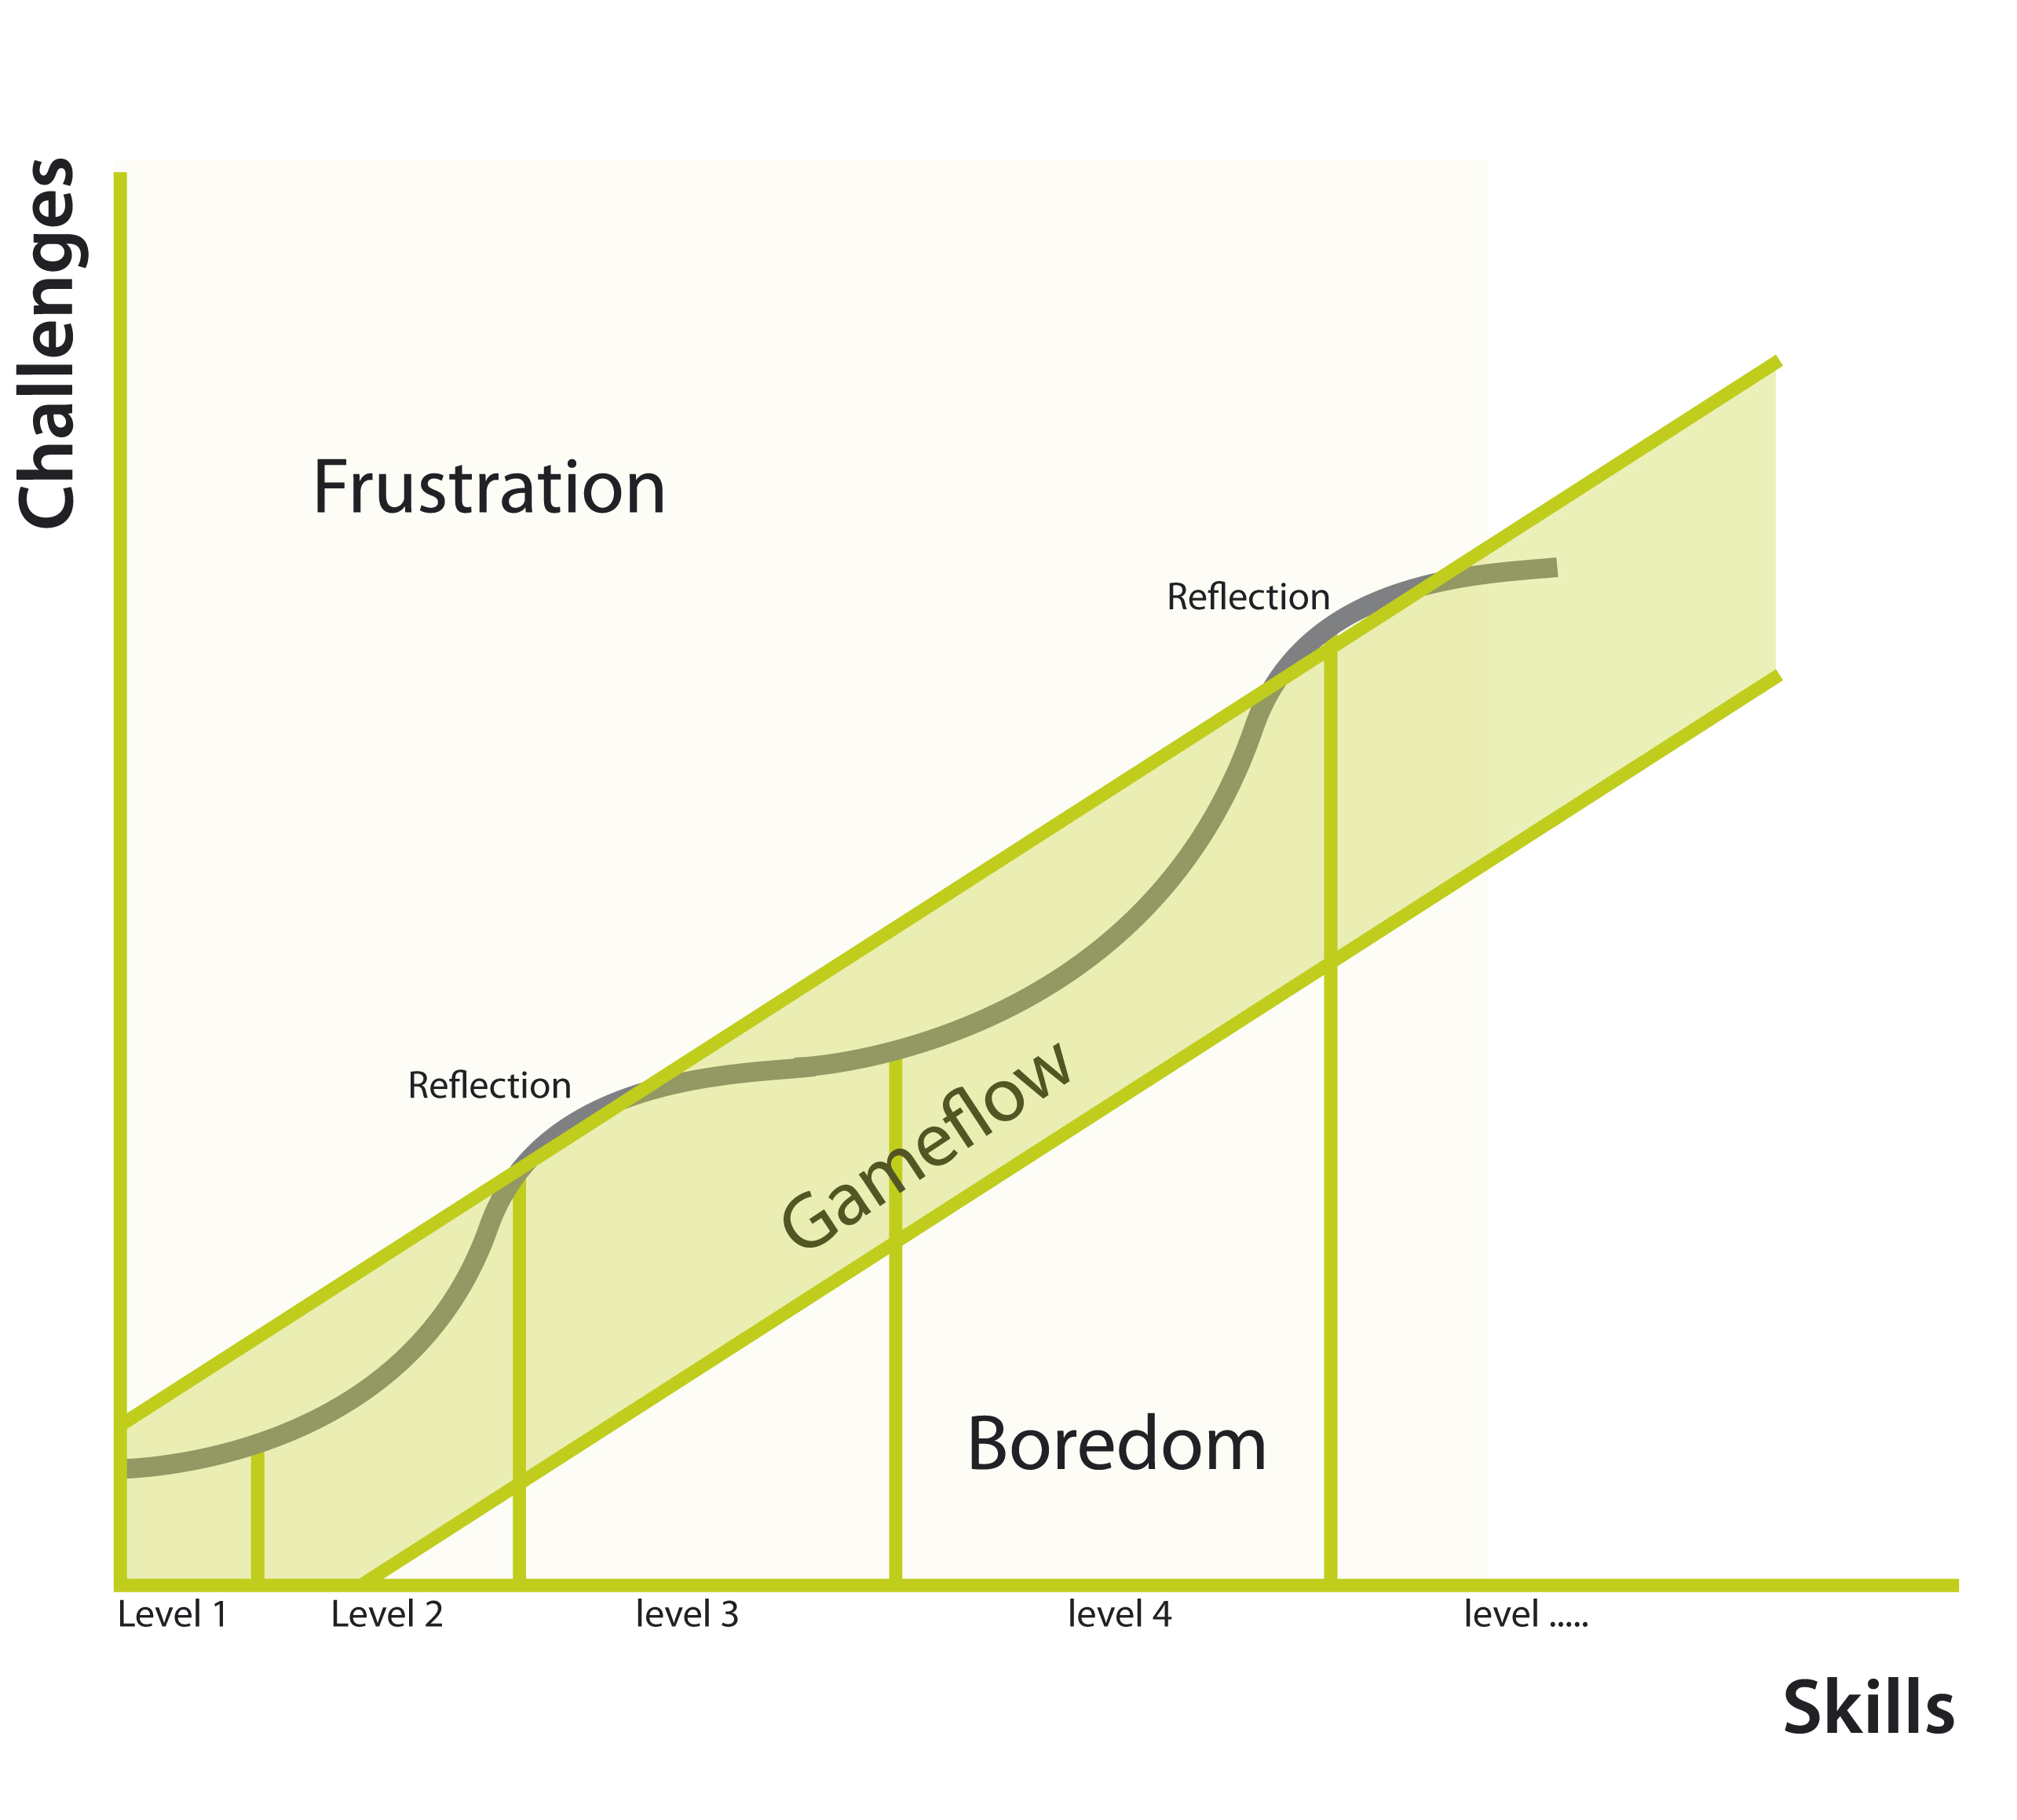 Challenges
Frustration
Reflection
Reflection
Gameflow
Boredom
Level 1
Level 2
level 3
level 4
level .....
Skills